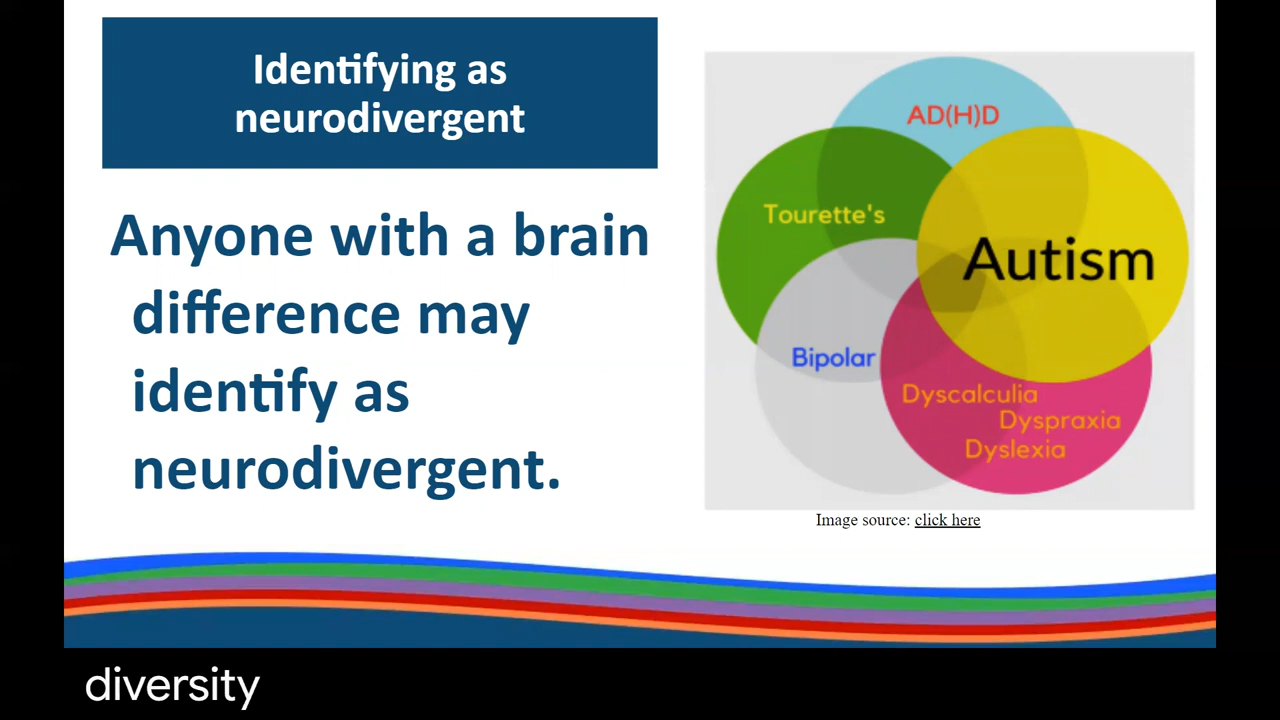 Identifying as
neurodivergent
Anyone with a brain
difference may
identify as
neurodivergent.
AD(H)D
Tourette's
Autism
Bipolar
Dyscalculia
Dyspraxia
Dyslexia
Image source: click here
diversity